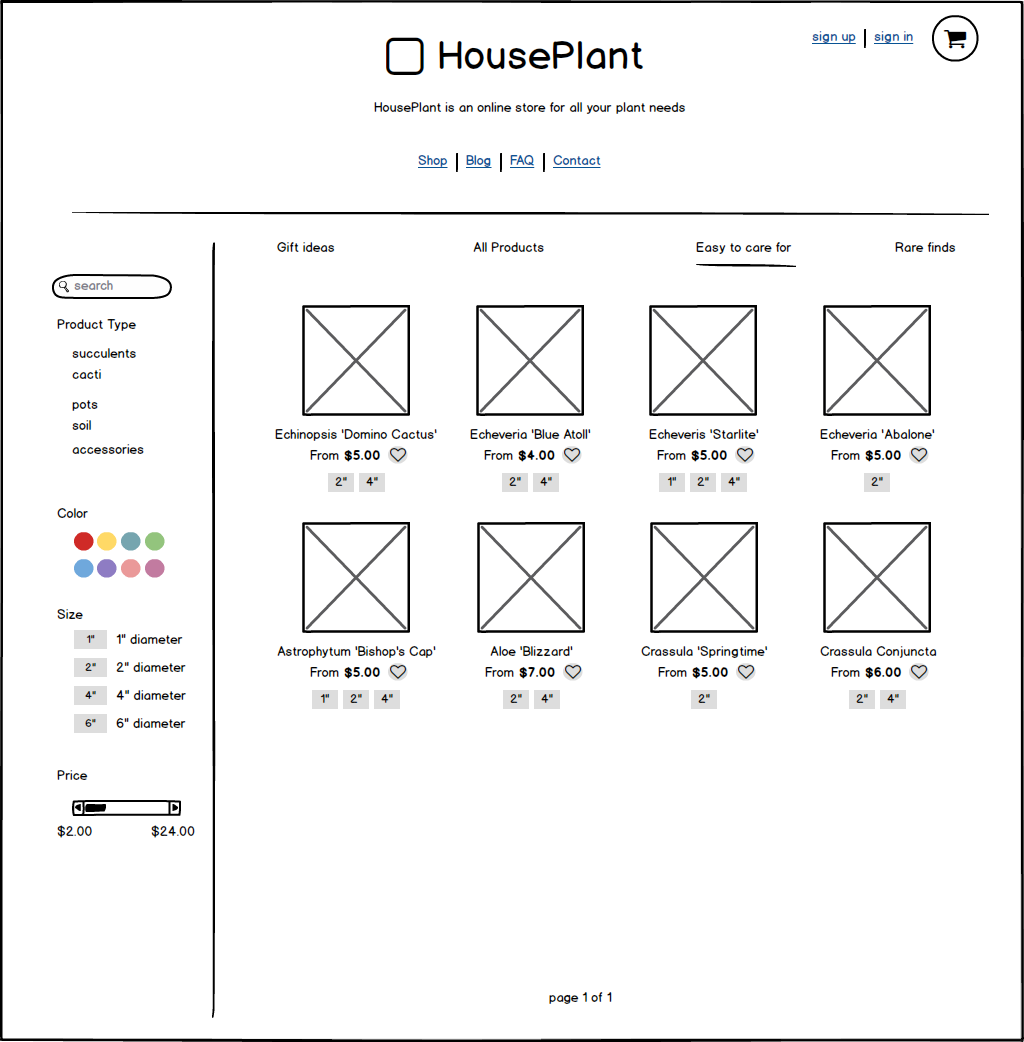 sign up | sign in
HousePlant
HousePlant is an online store for all your plant needs
Shop | Blog | FAQ | Contact
Gift ideas All Products Easy to care for Rare finds
search
Product Type
succulents
cacti
pots
soil
accessories
Color
Size
1" 1" diameter
2" 2" diameter
4" 4" diameter
6" 6" diameter
Price
$2.00 $24.00
Echinopsis 'Domino Cactus' Echeveria 'Blue Atoll' Echeveris 'Starlite' Echeveria 'Abalone'
From $5.00 From $4.00 From $5.00 From $5.00
2" 4" 2" 4" 1" 2" 4" 2"
Astrophytum 'Bishop's Cap' Aloe 'Blizzard' Crassula 'Springtime' Crassula Conjuncta
From $5.00 From $7.00 From $5.00 From $6.00
1" 2" 4" 2" 4" 2" 2" 4"
page 1 of 1